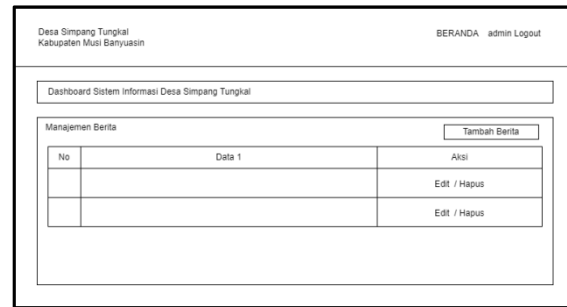 Desa Simpang Tungkal
Kabupaten Musi Banyuasin
BERANDA admin Logout
Dashboard Sistem Informasi Desa Simpang Tungkal
Manajemen Berita
Tambah Berita
No Data 1 Aksi
Edit / Hapus
Edit / Hapus